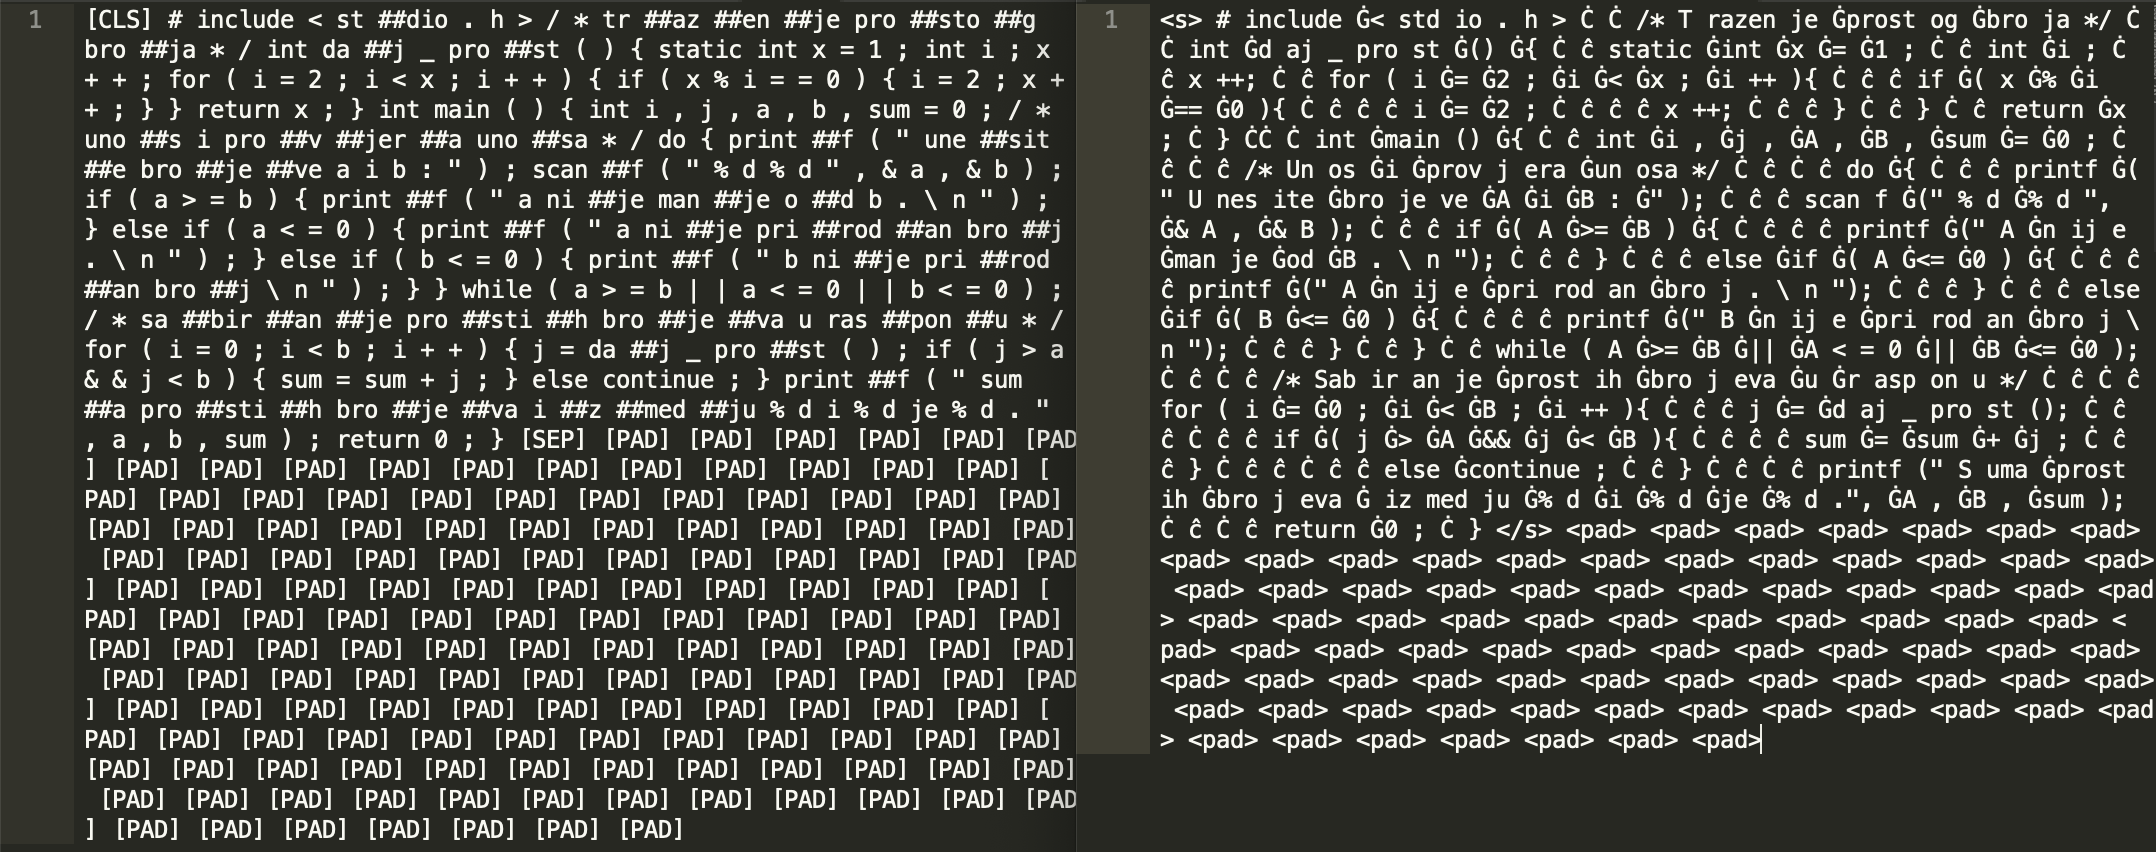 1
[CLS] # include < st ##dio . h > / * tr ##az ##en ##je pro ##sto ##g
bro ##ja * / int da ##j _ pro ##st ( ) { static int x = 1 ; int i ; x
+ + ; for ( i = 2 ; i < x ; i + + ) { if ( x % i = = 0 ) { i = 2 ; x +
+ ; } } return x ; } int main ( ) { int i , j , a , b , sum = 0 ; / *
uno ##s i pro ##v ##jer ##a uno ##sa * / do { print ##f ( " une ##sit
##e bro ##je ##ve a i b : " ) ; scan ##f ( " % d % d " , & a , & b ) ;
if ( a > = b ) { print ##f ( " a ni ##je man ##je o ##d b . \ n " ) ;
} else if ( a < = 0 ) { print ##f ( " a ni ##je pri ##rod ##an bro ##j
. \ n " ) ; } else if ( b < = 0 ) { print ##f ( " b ni ##je pri ##rod
##an bro ##j \ n " ) ; } } while ( a > = b | | a < = 0 | | b < = 0 ) ;
/ * sa ##bir ##an ##je pro ##sti ##h bro ##je ##va u ras ##pon ##u * /
for ( i = 0 ; i < b ; i + + ) { j = da ##j _ pro ##st ( ) ; if ( j > a
& & j < b ) { sum = sum + j ; } else continue ; } print ##f ( " sum
##a pro ##sti ##h bro ##je ##va i ##z ##med ##ju % d i % d je % d . "
, a , b , sum ) ; return 0 ; } [SEP] [PAD] [PAD] [PAD] [PAD] [PAD] [PAD
] [PAD] [PAD] [PAD] [PAD] [PAD] [PAD] [PAD] [PAD] [PAD] [PAD] [PAD] [
PAD] [PAD] [PAD] [PAD] [PAD] [PAD] [PAD] [PAD] [PAD] [PAD] [PAD] [PAD]
[PAD] [PAD] [PAD] [PAD] [PAD] [PAD] [PAD] [PAD] [PAD] [PAD] [PAD] [PAD]
[PAD] [PAD] [PAD] [PAD] [PAD] [PAD] [PAD] [PAD] [PAD] [PAD] [PAD] [PAD
] [PAD] [PAD] [PAD] [PAD] [PAD] [PAD] [PAD] [PAD] [PAD] [PAD] [PAD] [
PAD] [PAD] [PAD] [PAD] [PAD] [PAD] [PAD] [PAD] [PAD] [PAD] [PAD] [PAD]
[PAD] [PAD] [PAD] [PAD] [PAD] [PAD] [PAD] [PAD] [PAD] [PAD] [PAD] [PAD]
[PAD] [PAD] [PAD] [PAD] [PAD] [PAD] [PAD] [PAD] [PAD] [PAD] [PAD] [PAD
] [PAD] [PAD] [PAD] [PAD] [PAD] [PAD] [PAD] [PAD] [PAD] [PAD] [PAD] [
PAD] [PAD] [PAD] [PAD] [PAD] [PAD] [PAD] [PAD] [PAD] [PAD] [PAD] [PAD]
[PAD] [PAD] [PAD] [PAD] [PAD] [PAD] [PAD] [PAD] [PAD] [PAD] [PAD] [PAD]
[PAD] [PAD] [PAD] [PAD] [PAD] [PAD] [PAD] [PAD] [PAD] [PAD] [PAD] [PAD
] [PAD] [PAD] [PAD] [PAD] [PAD] [PAD] [PAD]
1
<s> # include Ġ< std io . h > Ċ Ċ /* T razen je Ġprost og Ġbro ja */ Ċ
Ċ int Ġd aj _ pro st Ġ() Ġ{ Ċ ĉ static Ġint Ġx Ġ= Ġ1 ; Ċ ĉ int Ġi ; Ċ
ĉ x ++; Ċ ĉ for ( i Ġ= Ġ2 ; Ġi Ġ< Ġx ; Ġi ++ ){ Ċ ĉ ĉ if Ġ( x Ġ% Ġi
Ġ== Ġ0 ){ Ċ ĉ ĉ ĉ i Ġ= Ġ2 ; Ċ ĉ ĉ ĉ x ++; Ċ ĉ ĉ } Ċ ĉ } Ċ ĉ return Ġx
; Ċ } ĊĊ Ċ int Ġmain () Ġ{ Ċ ĉ int Ġi , Ġj , ĠA , ĠB , Ġsum Ġ= Ġ0 ; Ċ
ĉ Ċ ĉ /* Un os Ġi Ġprov j era Ġun osa */ Ċ ĉ Ċ ĉ do Ġ{ Ċ ĉ ĉ printf Ġ(
" U nes ite Ġbro je ve ĠA Ġi ĠB : Ġ" ); Ċ ĉ ĉ scan f Ġ(" % d Ġ% d ",
Ġ& A , Ġ& B ); Ċ ĉ ĉ if Ġ( A Ġ>= ĠB ) Ġ{ Ċ ĉ ĉ ĉ printf Ġ(" A Ġn ij e
Ġman je Ġod ĠB . \ n "); Ċ ĉ ĉ } Ċ ĉ ĉ else Ġif Ġ( A Ġ<= Ġ0 ) Ġ{ Ċ ĉ ĉ
ĉ printf Ġ(" A Ġn ij e Ġpri rod an Ġbro j . \ n "); Ċ ĉ ĉ } Ċ ĉ ĉ else
Ġif Ġ( B Ġ<= Ġ0 ) Ġ{ Ċ ĉ ĉ ĉ printf Ġ(" B Ġn ij e Ġpri rod an Ġbro j \
n "); Ċ ĉ ĉ } Ċ ĉ } Ċ ĉ while ( A Ġ>= ĠB Ġ|| ĠA < = 0 Ġ|| ĠB Ġ<= Ġ0 );
Ċ ĉ Ċ ĉ /* Sab ir an je Ġprost ih Ġbro j eva Ġu Ġr asp on u */ Ċ ĉ Ċ ĉ
for ( i Ġ= Ġ0 ; Ġi Ġ< ĠB ; Ġi ++ ){ Ċ ĉ ĉ j Ġ= Ġd aj _ pro st (); Ċ ĉ
ĉ Ċ ĉ ĉ if Ġ( j Ġ> ĠA Ġ&& Ġj Ġ< ĠB ){ Ċ ĉ ĉ ĉ sum Ġ= Ġsum Ġ+ Ġj ; Ċ ĉ
ĉ } Ċ ĉ ĉ Ċ ĉ ĉ else Ġcontinue ; Ċ ĉ } Ċ ĉ Ċ ĉ printf (" S uma Ġprost
ih Ġbro j eva Ġ iz med ju Ġ% d Ġi Ġ% d Ġje Ġ% d .", ĠA , ĠB , Ġsum );
Ċ ĉ Ċ ĉ return Ġ0 ; Ċ } </s> <pad> <pad> <pad> <pad> <pad> <pad> <pad>
<pad> <pad> <pad> <pad> <pad> <pad> <pad> <pad> <pad> <pad> <pad> <pad>
<pad> <pad> <pad> <pad> <pad> <pad> <pad> <pad> <pad> <pad> <pad> <pad
> <pad> <pad> <pad> <pad> <pad> <pad> <pad> <pad> <pad> <pad> <pad> <
pad> <pad> <pad> <pad> <pad> <pad> <pad> <pad> <pad> <pad> <pad> <pad>
<pad> <pad> <pad> <pad> <pad> <pad> <pad> <pad> <pad> <pad> <pad> <pad>
<pad> <pad> <pad> <pad> <pad> <pad> <pad> <pad> <pad> <pad> <pad> <pad
> <pad> <pad> <pad> <pad> <pad> <pad> <pad>